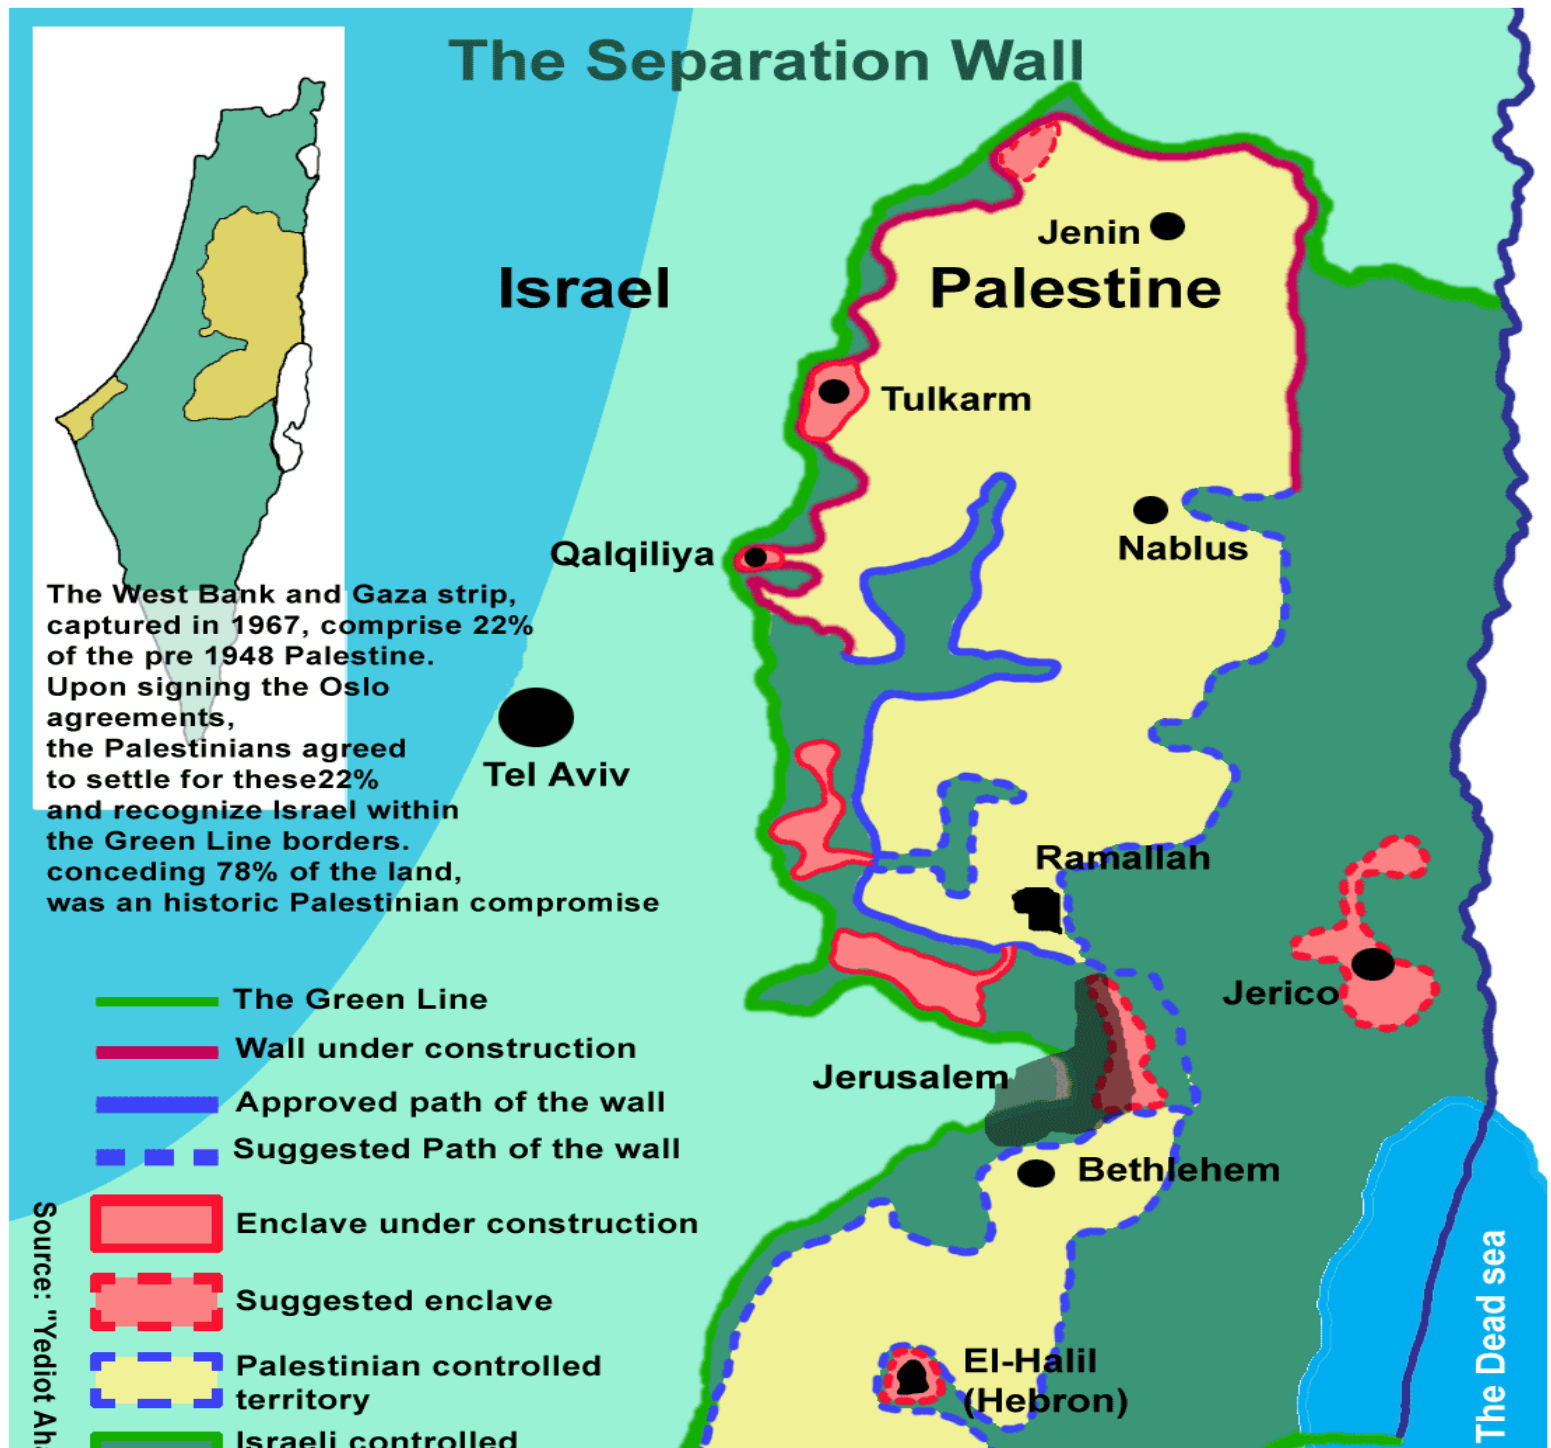 The Separation Wall
Israel
Palestine
Jenin
Tulkarm
Qalqiliya
Nablus
The West Bank and Gaza strip,
captured in 1967, comprise 22%
of the pre 1948 Palestine.
Upon signing the Oslo
agreements,
the Palestinians agreed
to settle for these22%
and recognize Israel within
the Green Line borders.
conceding 78% of the land,
was an historic Palestinian compromise
Tel Aviv
Ramallah
Jerico
Jerusalem
Bethlehem
El-Halil
(Hebron)
The Dead sea
The Green Line
Wall under construction
Approved path of the wall
Suggested Path of the wall
Enclave under construction
Suggested enclave
Palestinian controlled
territory
Israeli controlled
Source: "Yediot